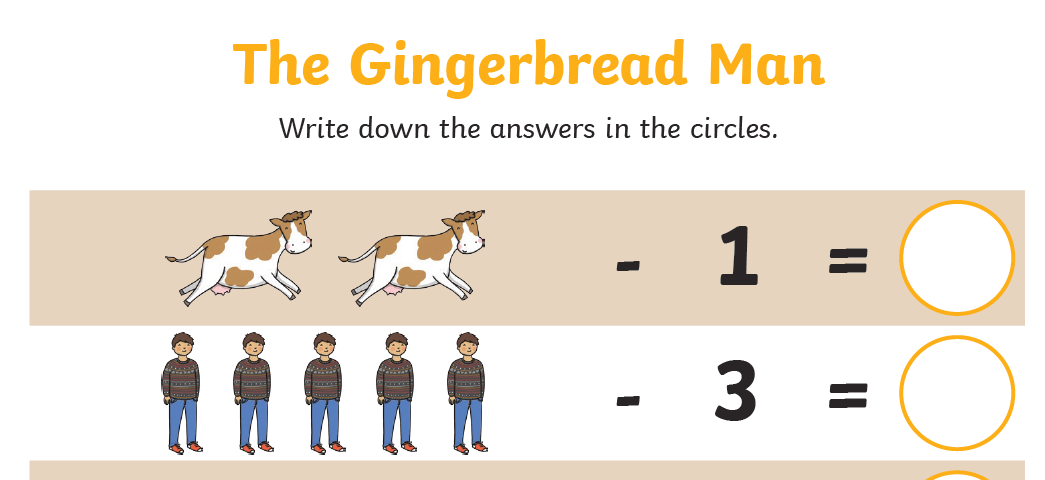 The Gingerbread Man
Write down the answers in the circles.
- 1 =
- 3 =